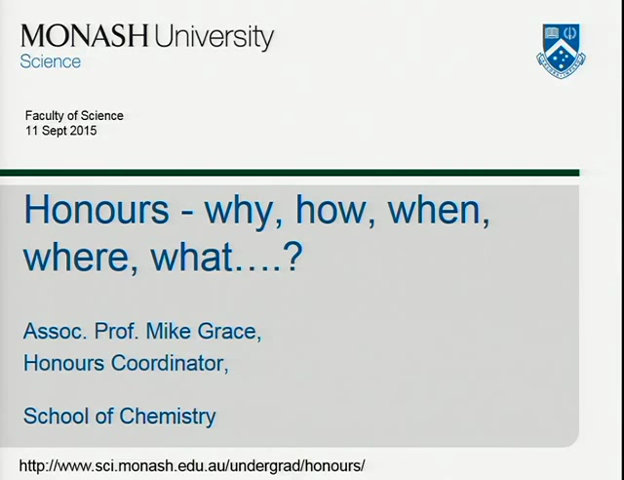 MONASH University
Science
Faculty of Science
11 Sept 2015
Honours - why, how, when,
where, what....?
Assoc. Prof. Mike Grace,
Honours Coordinator,
School of Chemistry
http://www.sci.monash.edu.au/undergrad/honours/